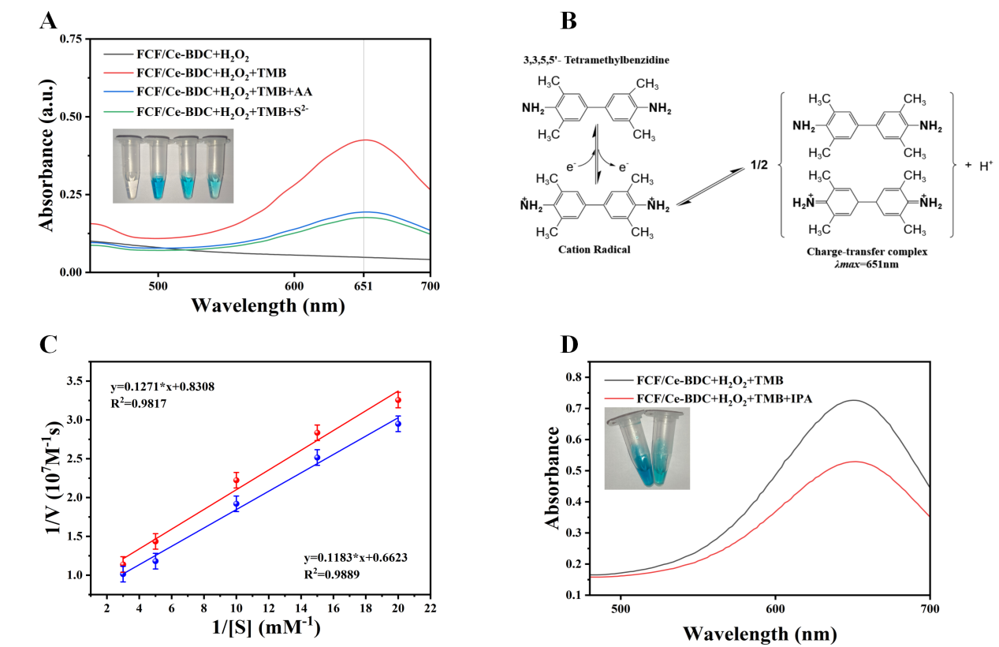 A
0.75
0.50
0.25
0.00
Absorbance (a.u.)
FCF/Ce-BDC+H₂O₂
FCF/Ce-BDC+H₂O₂+TMB
FCF/Ce-BDC+H₂O₂+TMB+AA
FCF/Ce-BDC+H₂O₂+TMB+S²⁻
500 600 651 700
Wavelength (nm)
B
3,3,5,5'- Tetramethylbenzidine
H₃C CH₃
NH₂ NH₂
H₃C CH₃
e⁻ e⁻
H₃C CH₃
N⁺H₂ N⁺H₂
H₃C CH₃
Cation Radical
1/2
H₃C CH₃
NH₂ NH₂
H₃C CH₃
+ H⁺
H₃C CH₃
H₂N⁺ N⁺H₂
H₃C CH₃
Charge-transfer complex
λmax=651nm
C
3.5
3.0
2.5
2.0
1.5
1.0
1/V (10⁷M⁻¹s)
y=0.1271*x+0.8308
R²=0.9817
y=0.1183*x+0.6623
R²=0.9889
2 4 6 8 10 12 14 16 18 20 22
1/[S] (mM⁻¹)
D
0.8
0.7
0.6
0.5
0.4
0.3
0.2
0.1
Absorbance
FCF/Ce-BDC+H₂O₂+TMB
FCF/Ce-BDC+H₂O₂+TMB+IPA
500 600 700
Wavelength (nm)